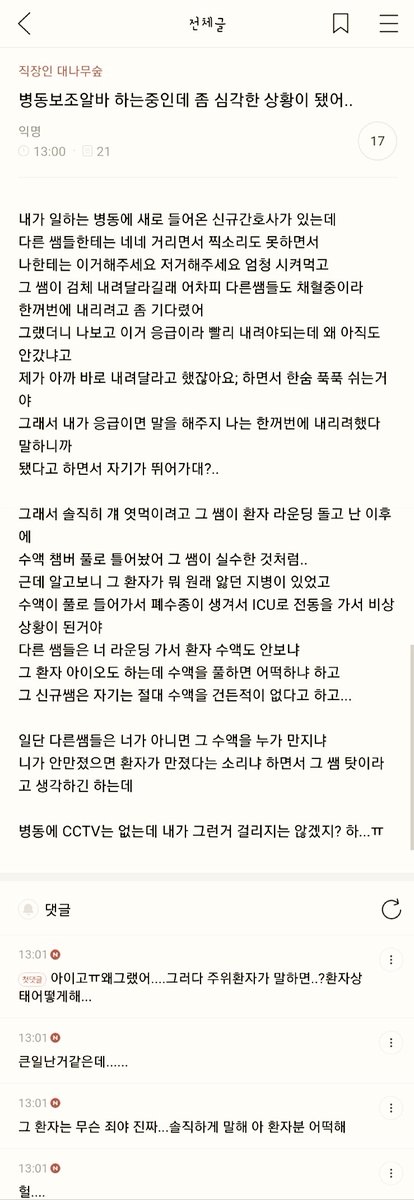 전체글
직장인 대나무숲
병동보조알바 하는중인데 좀 심각한 상황이 됐어..
익명
13:00 21
17
내가 일하는 병동에 새로 들어온 신규간호사가 있는데
다른 쌤들한테는 네네 거리면서 찍소리도 못하면서
나한테는 이거해주세요 저거해주세요 엄청 시켜먹고
그 쌤이 검체 내려달라길래 어차피 다른쌤들도 채혈중이라
한꺼번에 내리려고 좀 기다렸어
그랬더니 나보고 이거 응급이라 빨리 내려야되는데 왜 아직도
안갔냐고
제가 아까 바로 내려달라고 했잖아요; 하면서 한숨 푹푹 쉬는거
야
그래서 내가 응급이면 말을 해주지 나는 한꺼번에 내리려했다
말하니까
됐다고 하면서 자기가 뛰어가대?..
그래서 솔직히 걔 엿먹이려고 그 쌤이 환자 라운딩 돌고 난 이후
에
수액 챔버 풀로 틀어놨어 그 쌤이 실수한 것처럼..
근데 알고보니 그 환자가 뭐 원래 앓던 지병이 있었고
수액이 풀로 들어가서 폐수종이 생겨서 ICU로 전동을 가서 비상
상황이 된거야
다른 쌤들은 너 라운딩 가서 환자 수액도 안보냐
그 환자 아이오도 하는데 수액을 풀하면 어떡하냐 하고
그 신규쌤은 자기는 절대 수액을 건든적이 없다고 하고...
일단 다른쌤들은 너가 아니면 그 수액을 누가 만지냐
니가 안만졌으면 환자가 만졌다는 소리냐 하면서 그 쌤 탓이라
고 생각하긴 하는데
병동에 CCTV는 없는데 내가 그런거 걸리지는 않겠지? 하...ㅠ
댓글
13:01 N
첫댓글 아이고ㅠ왜그랬어....그러다 주위환자가 말하면..?환자상
태어떻게해...
13:01 N
큰일난거같은데......
13:01 N
그 환자는 무슨 죄야 진짜...솔직하게 말해 아 환자분 어떡해
13:01 N
헐....